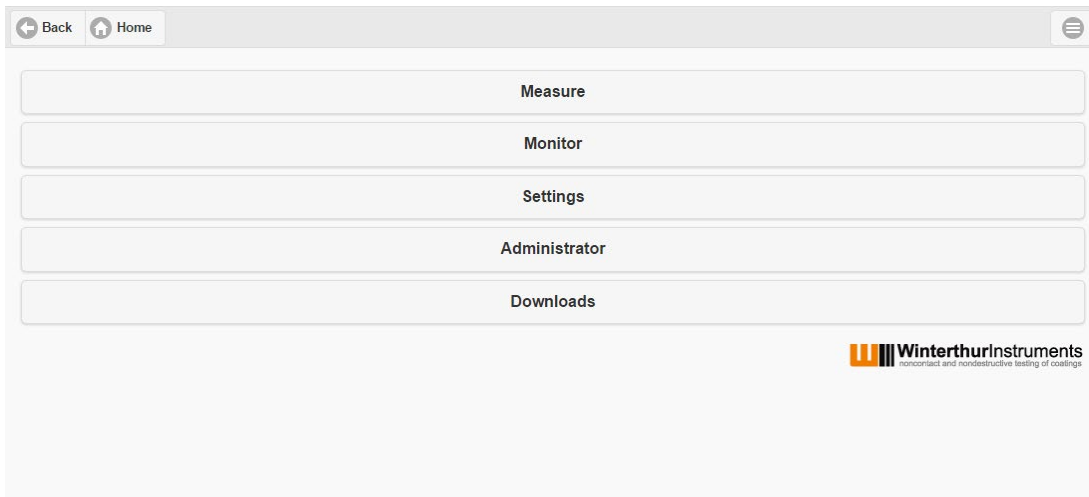 Back Home
Measure
Monitor
Settings
Administrator
Downloads
WinterthurInstruments
noncontact and nondestructive testing of coatings